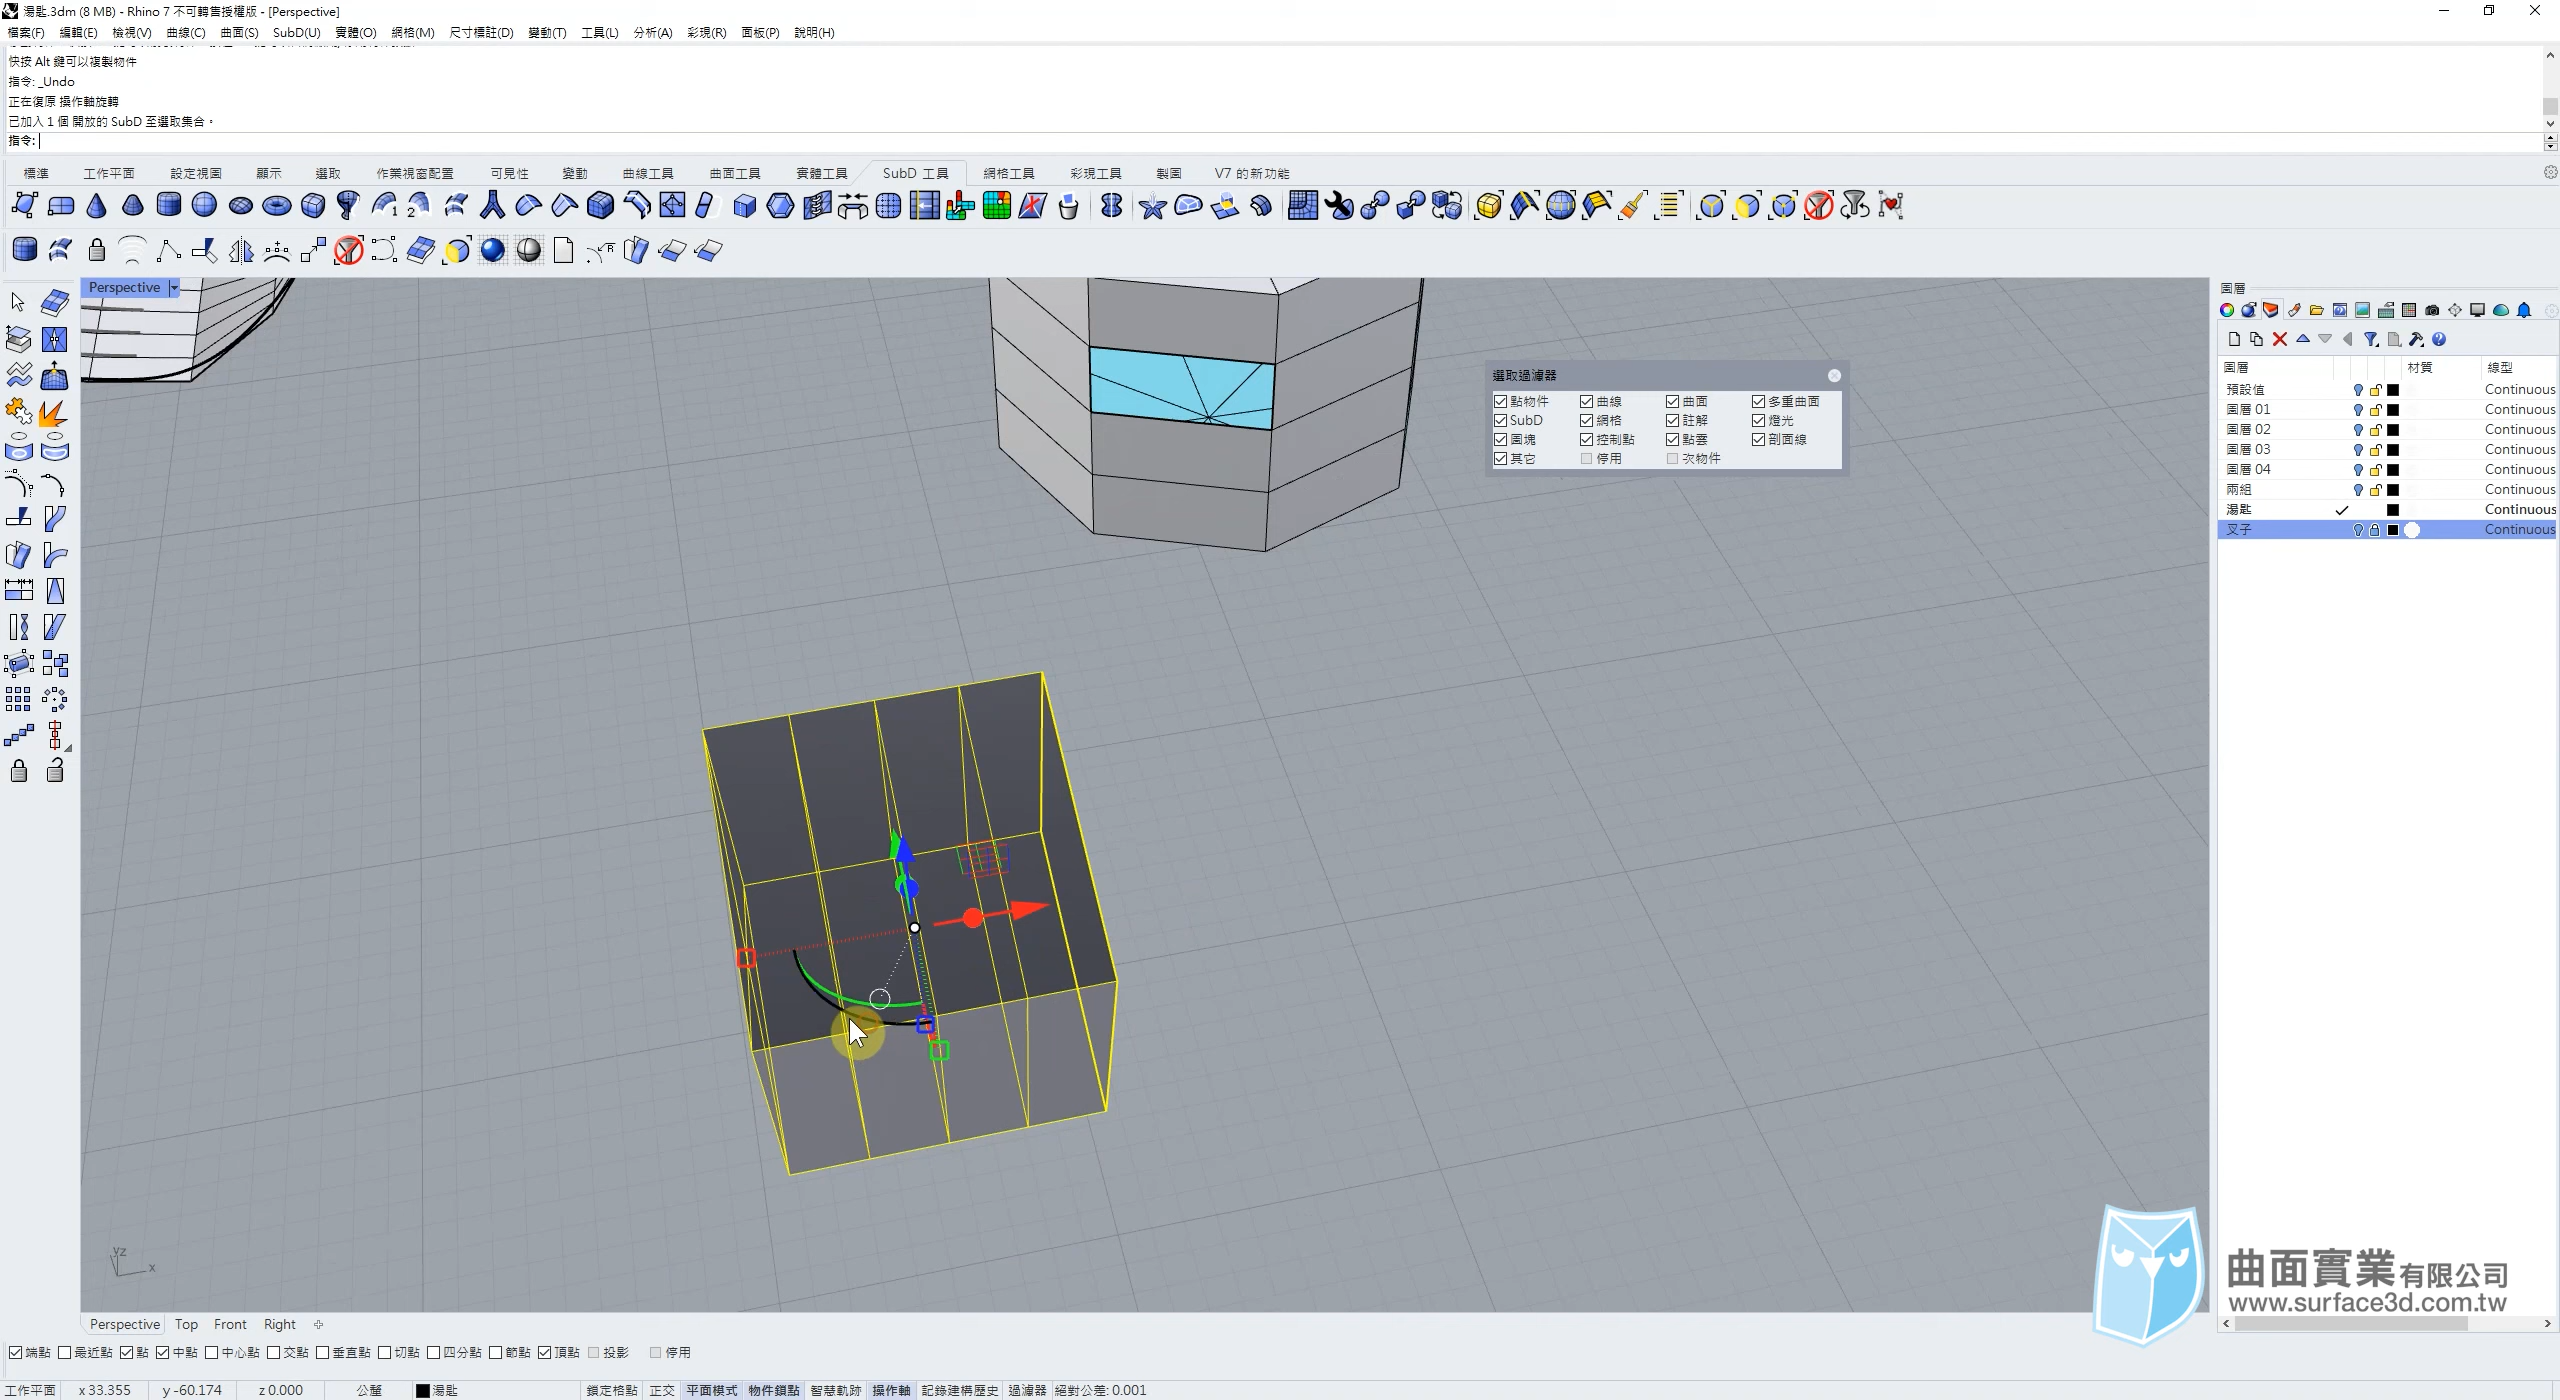 湯匙.3dm (8 MB) - Rhino 7 不可轉售授權版 - [Perspective]
檔案(F) 編輯(E) 檢視(V) 曲線(C) 曲面(S) SubD(U) 實體(O) 網格(M) 尺寸標註(D) 變動(T) 工具(L) 分析(A) 彩現(R) 面板(P) 說明(H)
快按 Alt 鍵可以複製物件
指令: _Undo
正在復原 操作軸旋轉
已加入 1 個 開放的 SubD 至選取集合。
指令:
標準 工作平面 設定視圖 顯示 選取 作業視窗配置 可見性 變動 曲線工具 曲面工具 實體工具 SubD 工具 網格工具 彩現工具 製圖 V7 的新功能
Perspective
圖層
選取過濾器
點物件 曲線 曲面 多重曲面
SubD 網格 註解 燈光
圖塊 控制點 點雲 剖面線
其它 停用 次物件
圖層 材質 線型
預設值 Continuous
圖層 01 Continuous
圖層 02 Continuous
圖層 03 Continuous
圖層 04 Continuous
兩組 Continuous
湯匙 Continuous
叉子 Continuous
yz
x
曲面實業有限公司
www.surface3d.com.tw
Perspective Top Front Right
端點 最近點 點 中點 中心點 交點 垂直點 切點 四分點 節點 頂點 投影 停用
工作平面 x 33.355 y -60.174 z 0.000 公釐 湯匙 鎖定格點 正交 平面模式 物件鎖點 智慧軌跡 操作軸 記錄建構歷史 過濾器 絕對公差: 0.001